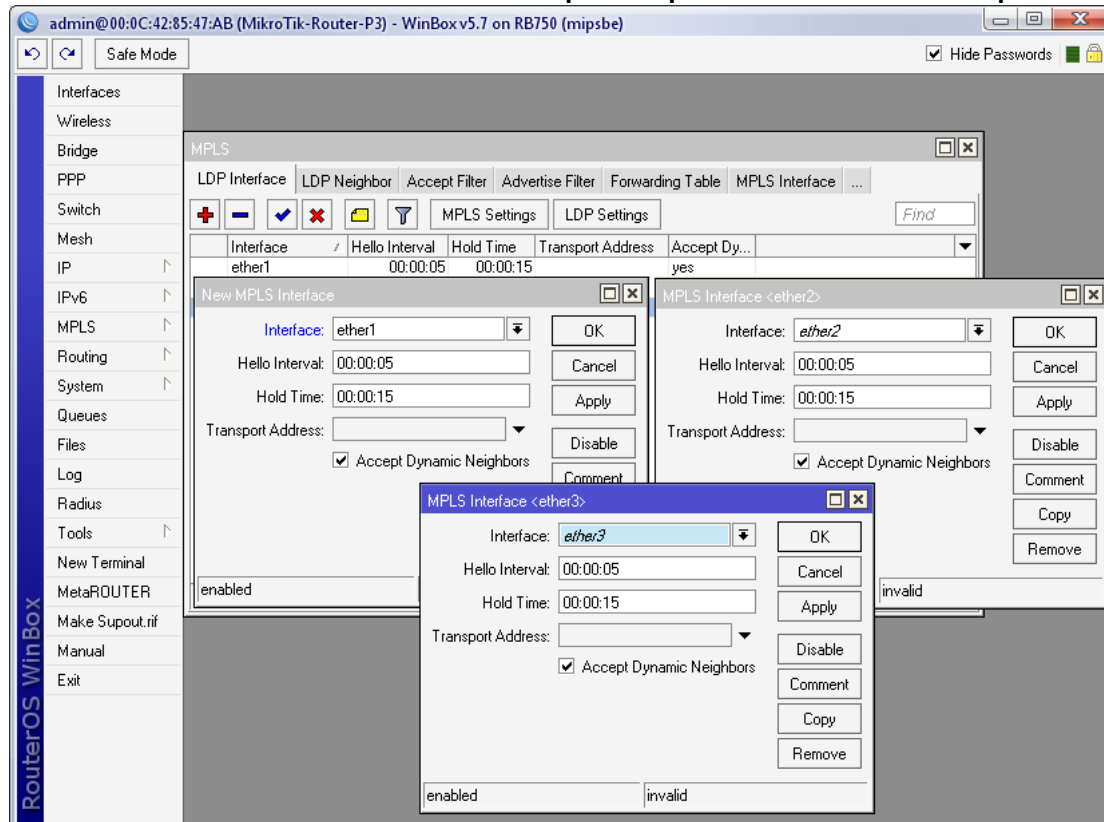 admin@00:0C:42:85:47:AB (MikroTik-Router-P3) - WinBox v5.7 on RB750 (mipsbe)
Safe Mode
Hide Passwords
Interfaces
Wireless
Bridge
PPP
Switch
Mesh
IP
IPv6
MPLS
Routing
System
Queues
Files
Log
Radius
Tools
New Terminal
MetaROUTER
Make Supout.rif
Manual
Exit
RouterOS WinBox
MPLS
LDP Interface LDP Neighbor Accept Filter Advertise Filter Forwarding Table MPLS Interface ...
MPLS Settings LDP Settings Find
Interface Hello Interval Hold Time Transport Address Accept Dy...
ether1 00:00:05 00:00:15 yes
New MPLS Interface
Interface: ether1 OK
Hello Interval: 00:00:05 Cancel
Hold Time: 00:00:15 Apply
Transport Address: Disable
Accept Dynamic Neighbors
Comment
enabled
MPLS Interface <ether2>
Interface: ether2 OK
Hello Interval: 00:00:05 Cancel
Hold Time: 00:00:15 Apply
Transport Address: Disable
Accept Dynamic Neighbors
Comment
Copy
Remove
invalid
MPLS Interface <ether3>
Interface: ether3 OK
Hello Interval: 00:00:05 Cancel
Hold Time: 00:00:15 Apply
Transport Address: Disable
Accept Dynamic Neighbors
Comment
Copy
Remove
enabled invalid